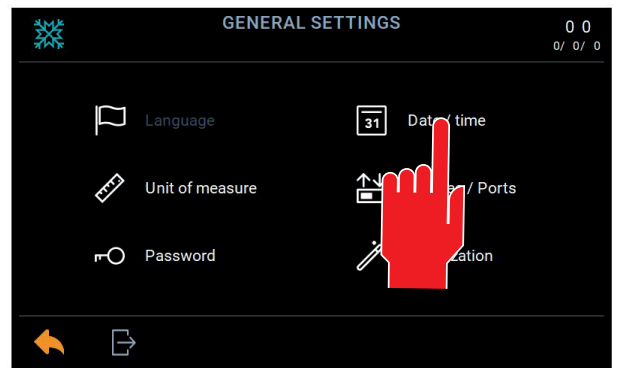 GENERAL SETTINGS
0 0
0/ 0/ 0
Language
31
Date / time
Unit of measure
/ Ports
Password